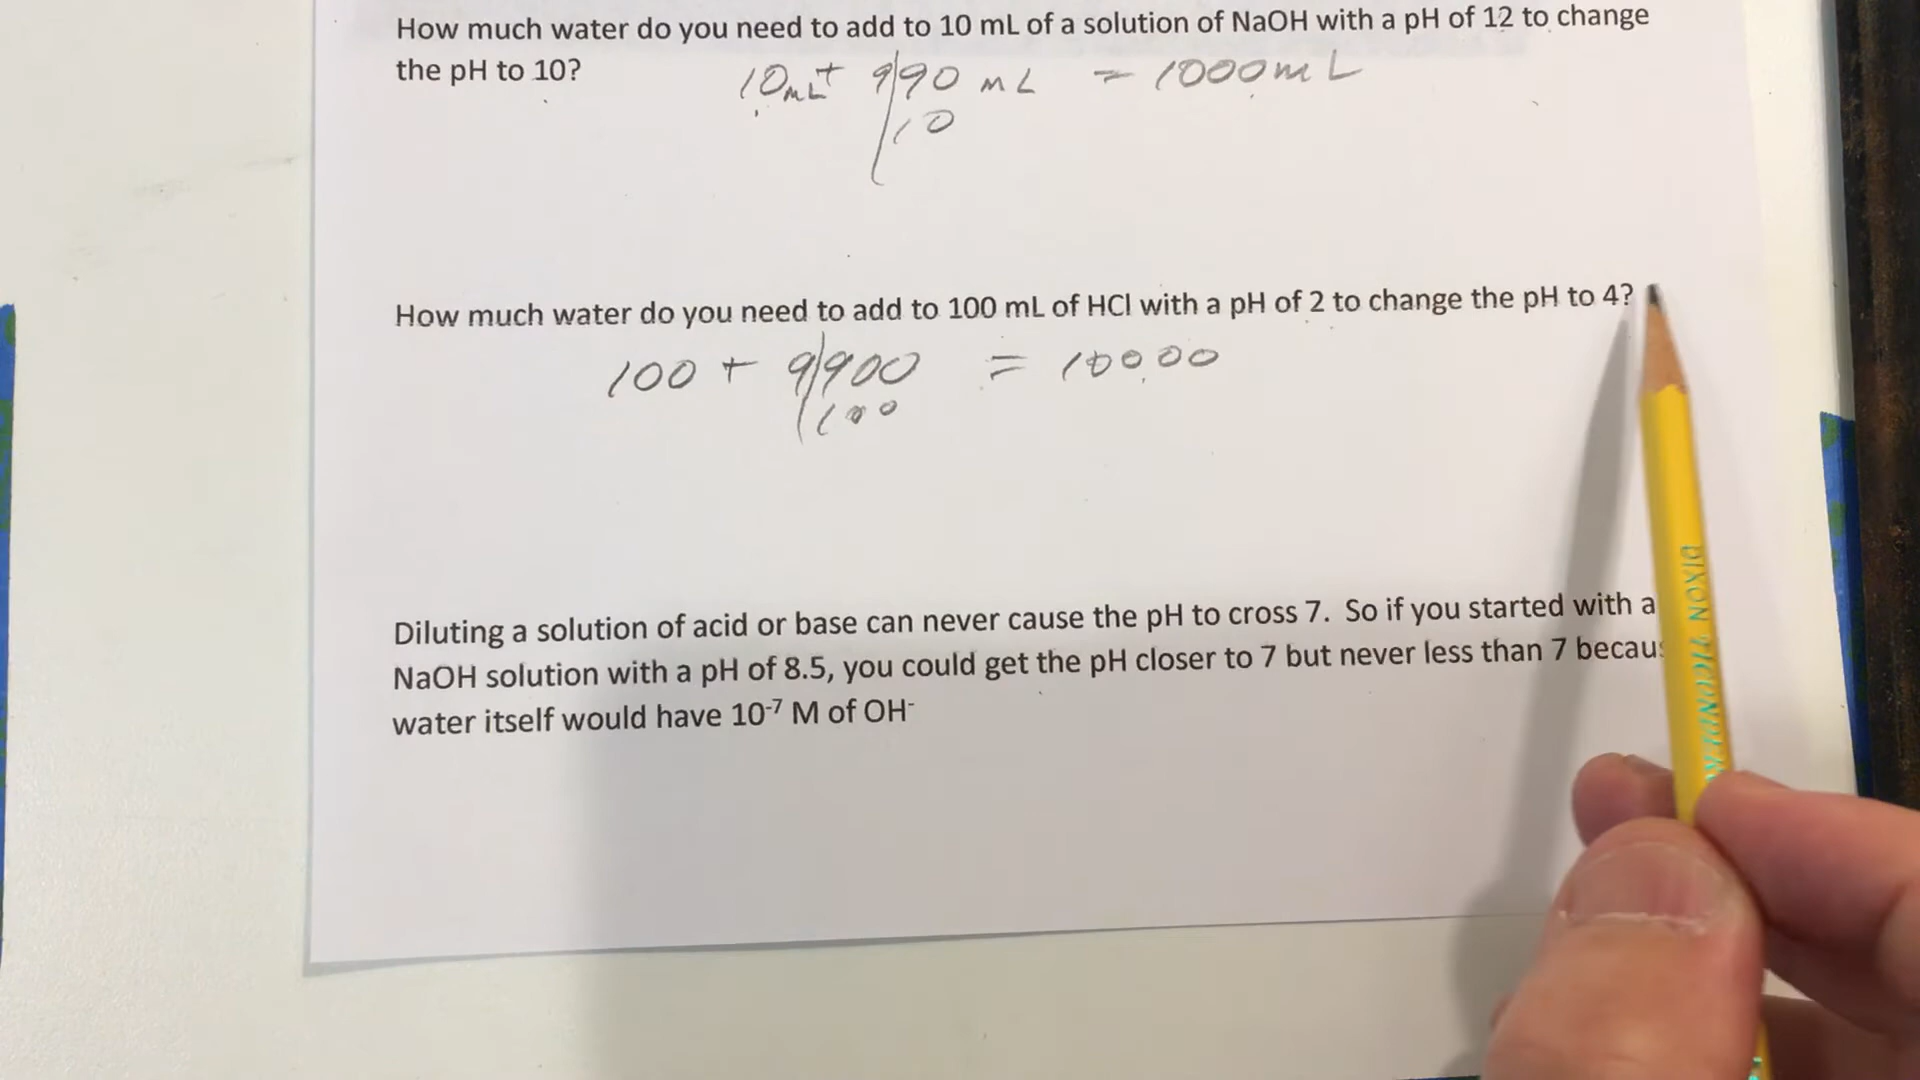 How much water do you need to add to 10 mL of a solution of NaOH with a pH of 12 to change
the pH to 10?
10mL + 990 mL = 1000mL
10
How much water do you need to add to 100 mL of HCl with a pH of 2 to change the pH to 4?
100 + 9900 = 10000
100
Diluting a solution of acid or base can never cause the pH to cross 7. So if you started with a
NaOH solution with a pH of 8.5, you could get the pH closer to 7 but never less than 7 becau
water itself would have 10⁻⁷ M of OH⁻
DIXON TICONDER